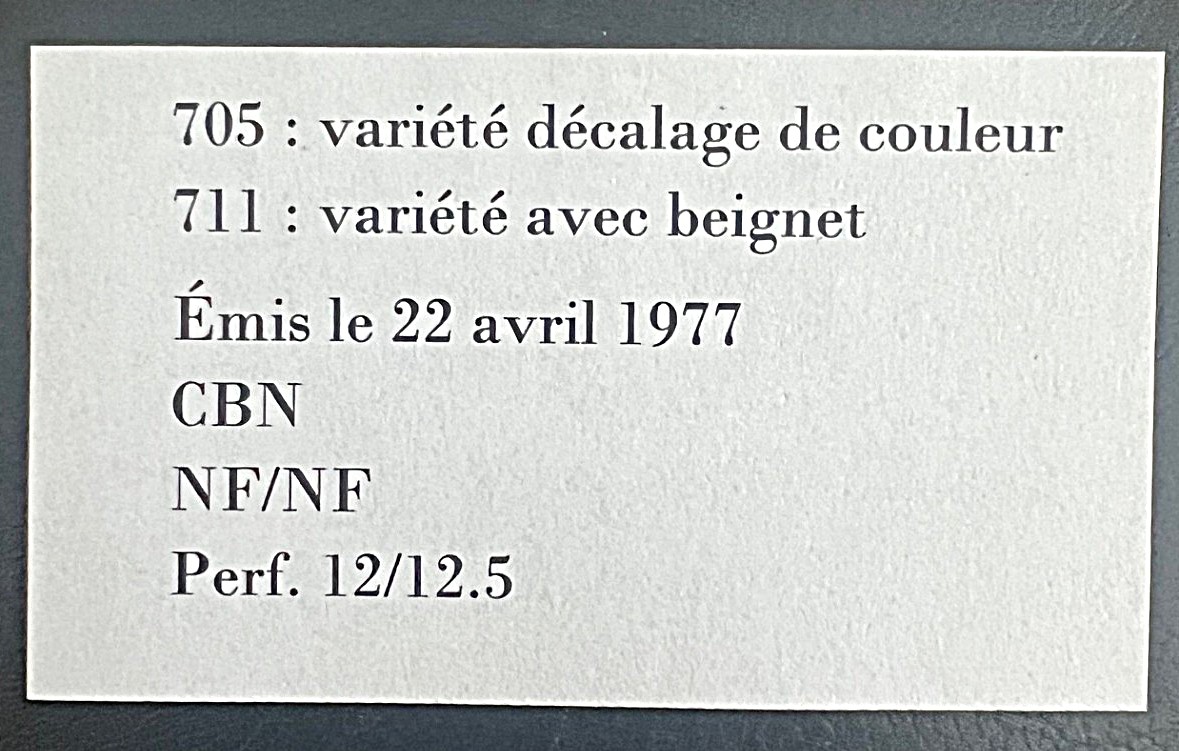 705 : variété décalage de couleur
711 : variété avec beignet
Émis le 22 avril 1977
CBN
NF/NF
Perf. 12/12.5